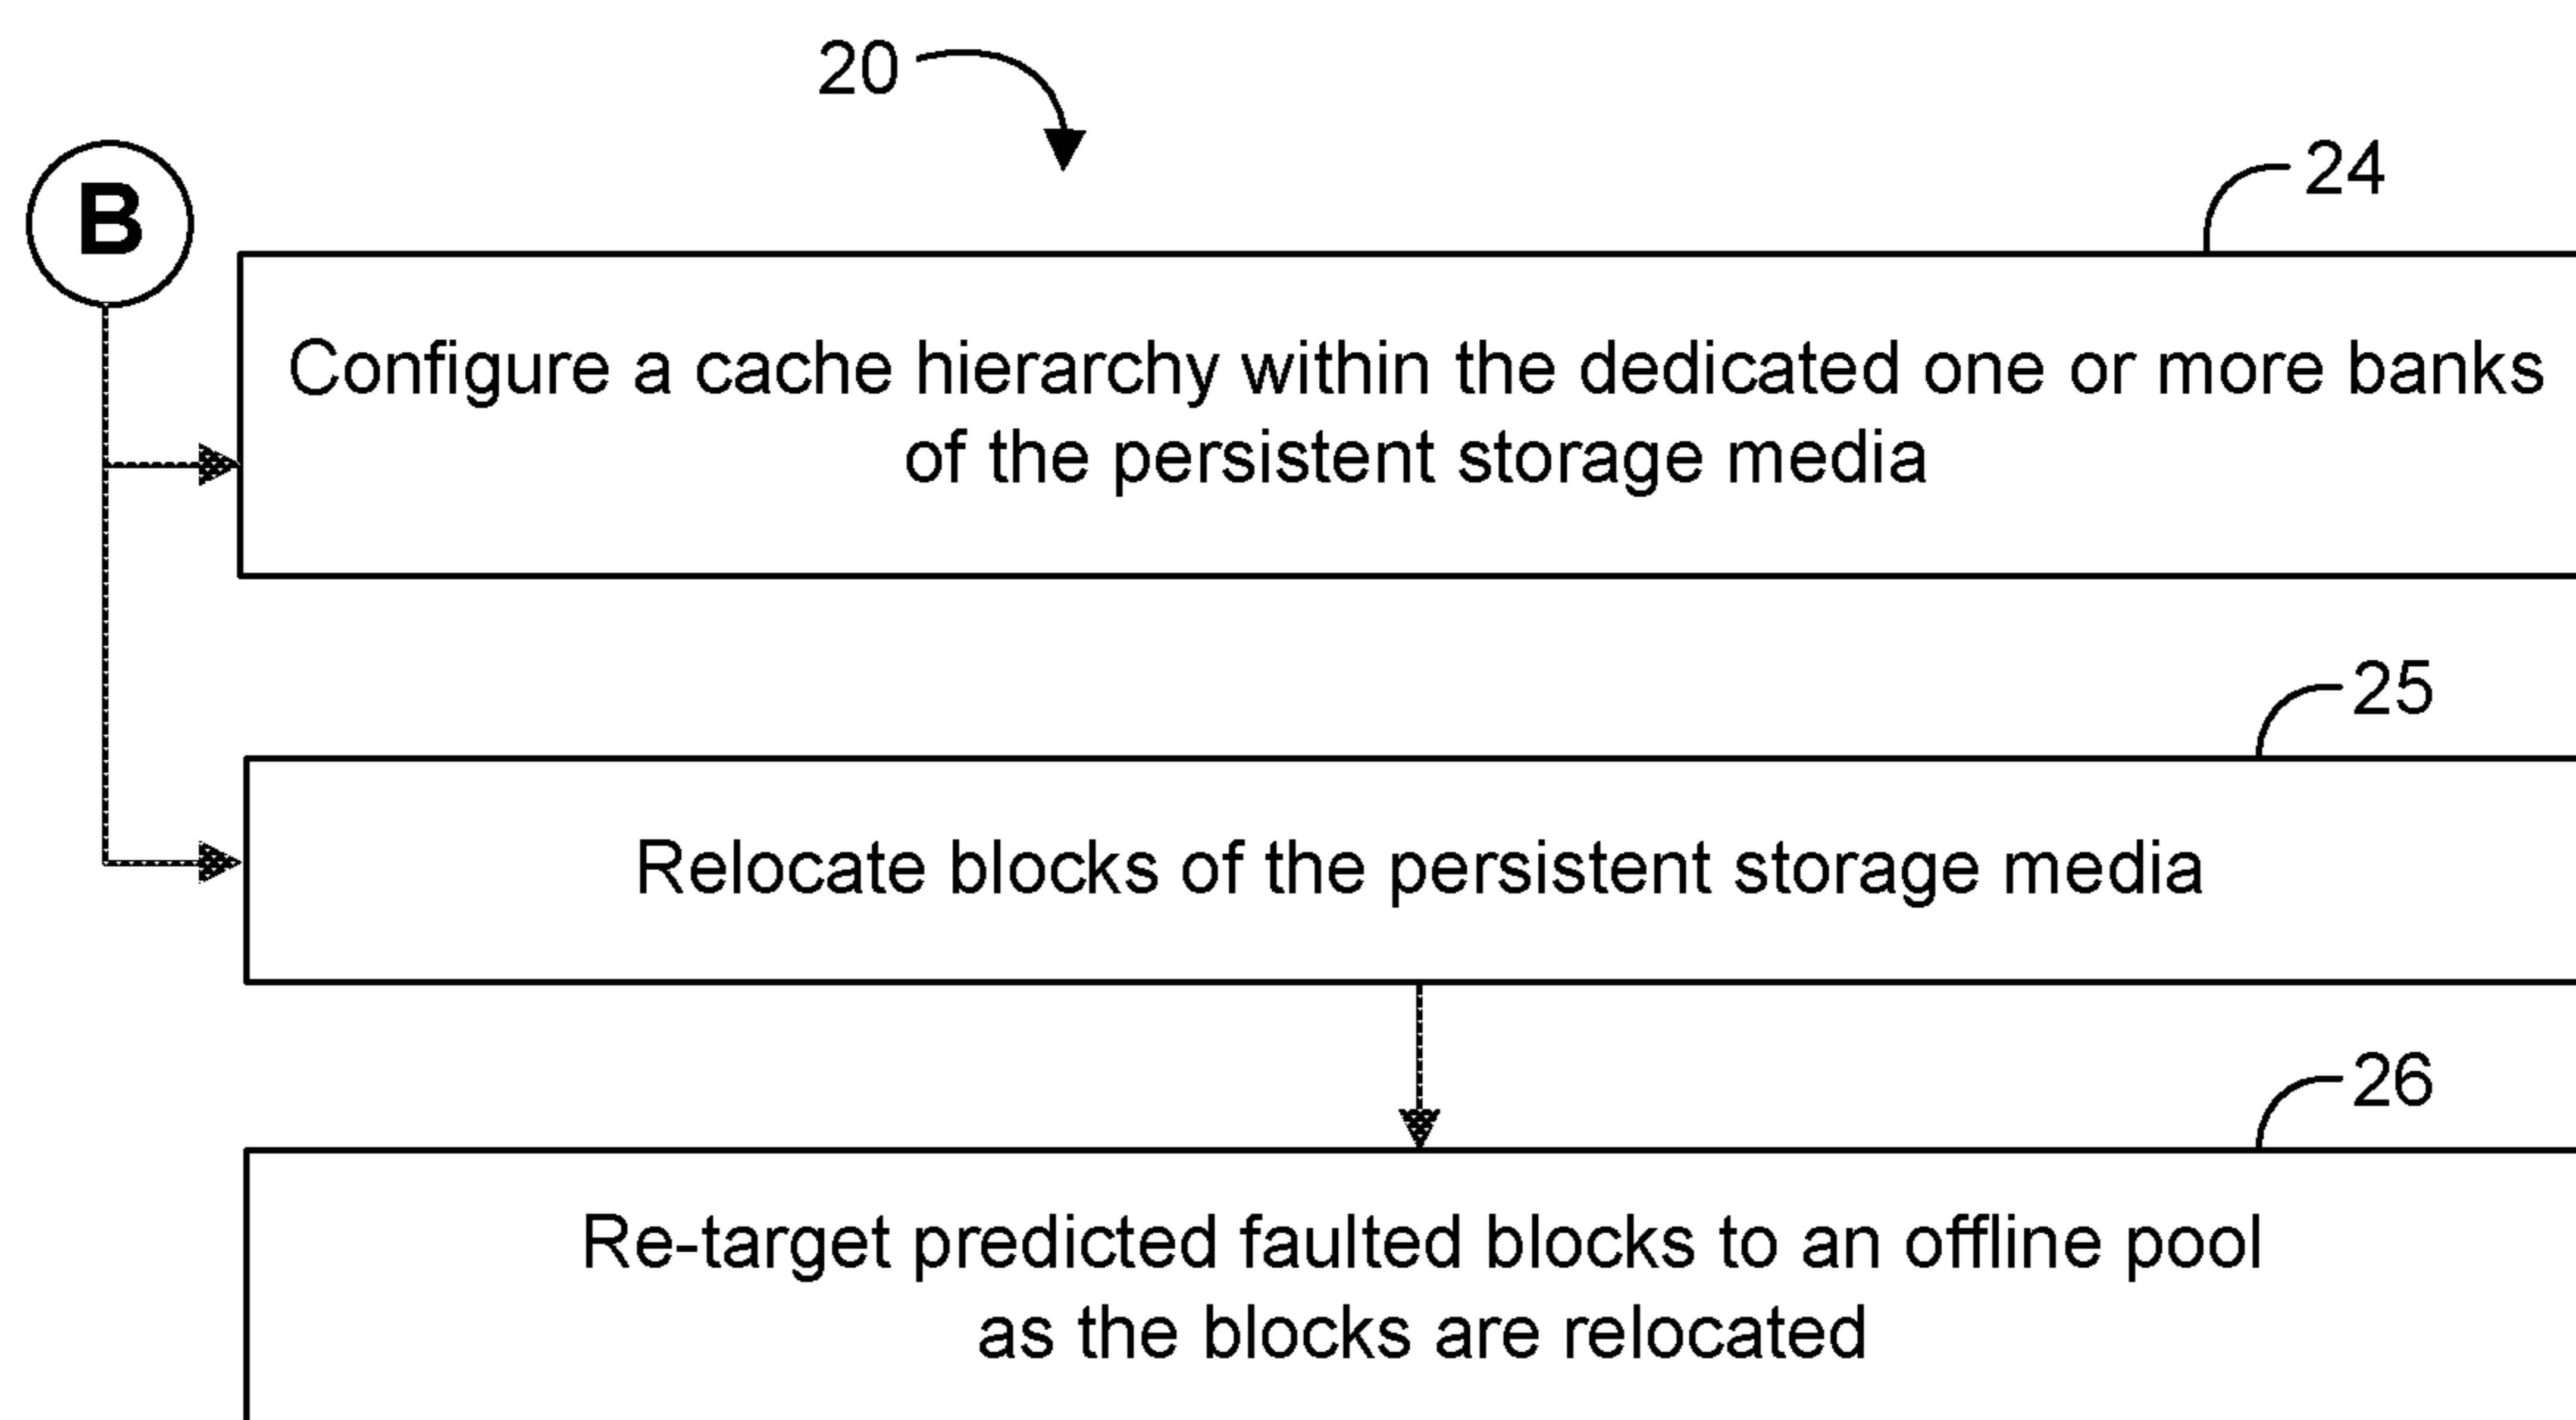 20
B
24
Configure a cache hierarchy within the dedicated one or more banks
of the persistent storage media
25
Relocate blocks of the persistent storage media
26
Re-target predicted faulted blocks to an offline pool
as the blocks are relocated